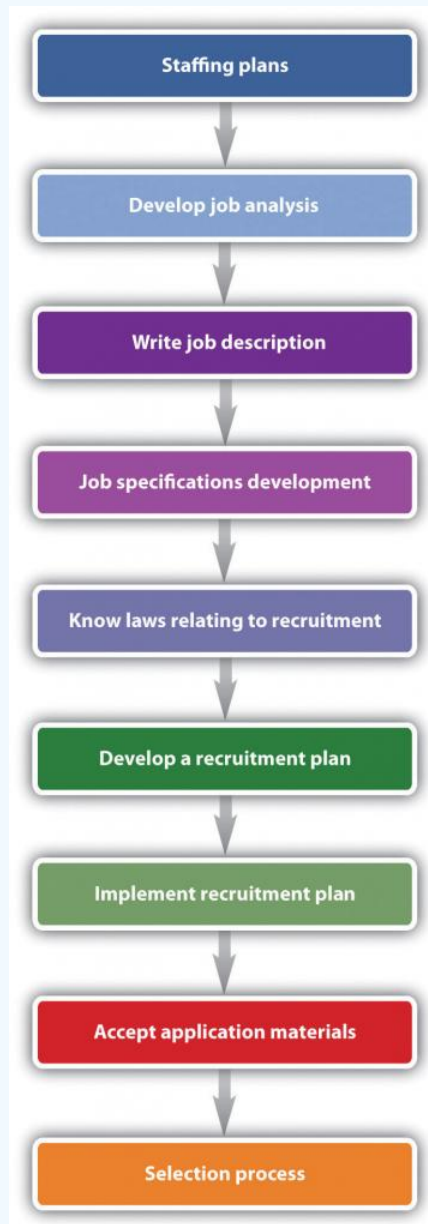 Staffing plans
Develop job analysis
Write job description
Job specifications development
Know laws relating to recruitment
Develop a recruitment plan
Implement recruitment plan
Accept application materials
Selection process